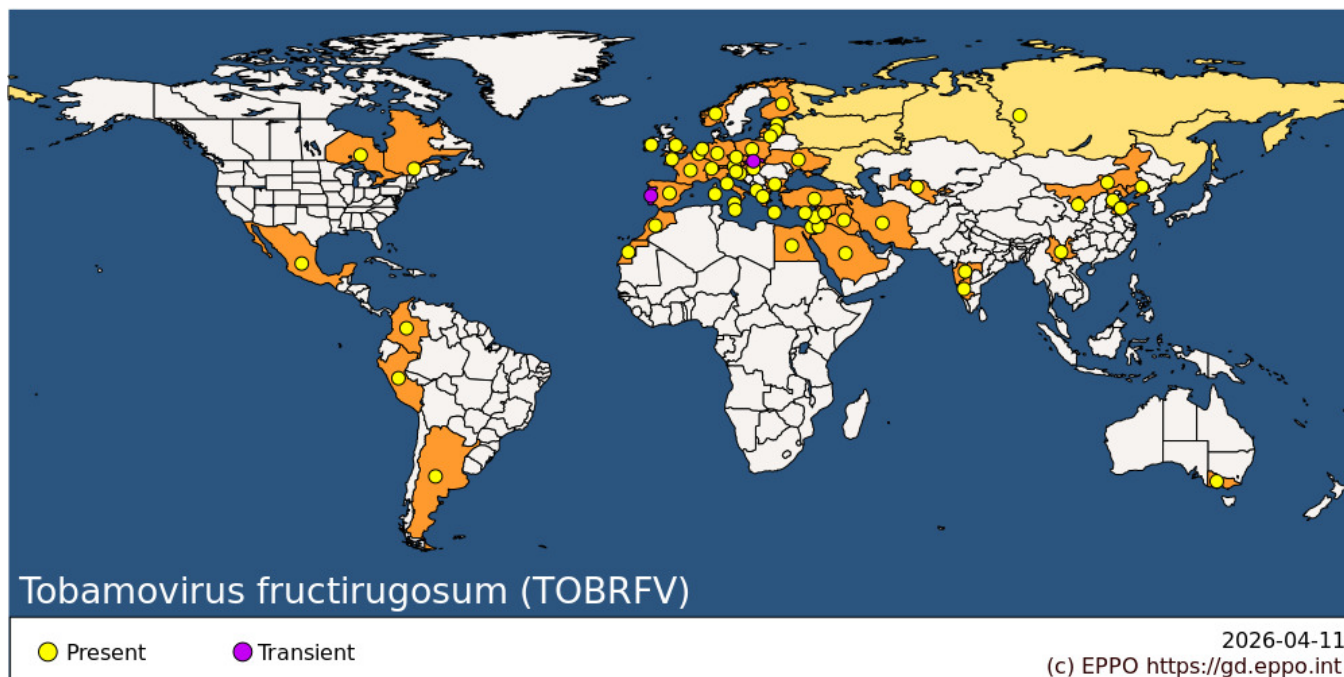 Tobamovirus fructirugosum (TOBRFV)
Present
Transient
2026-04-11
(c) EPPO https://gd.eppo.int